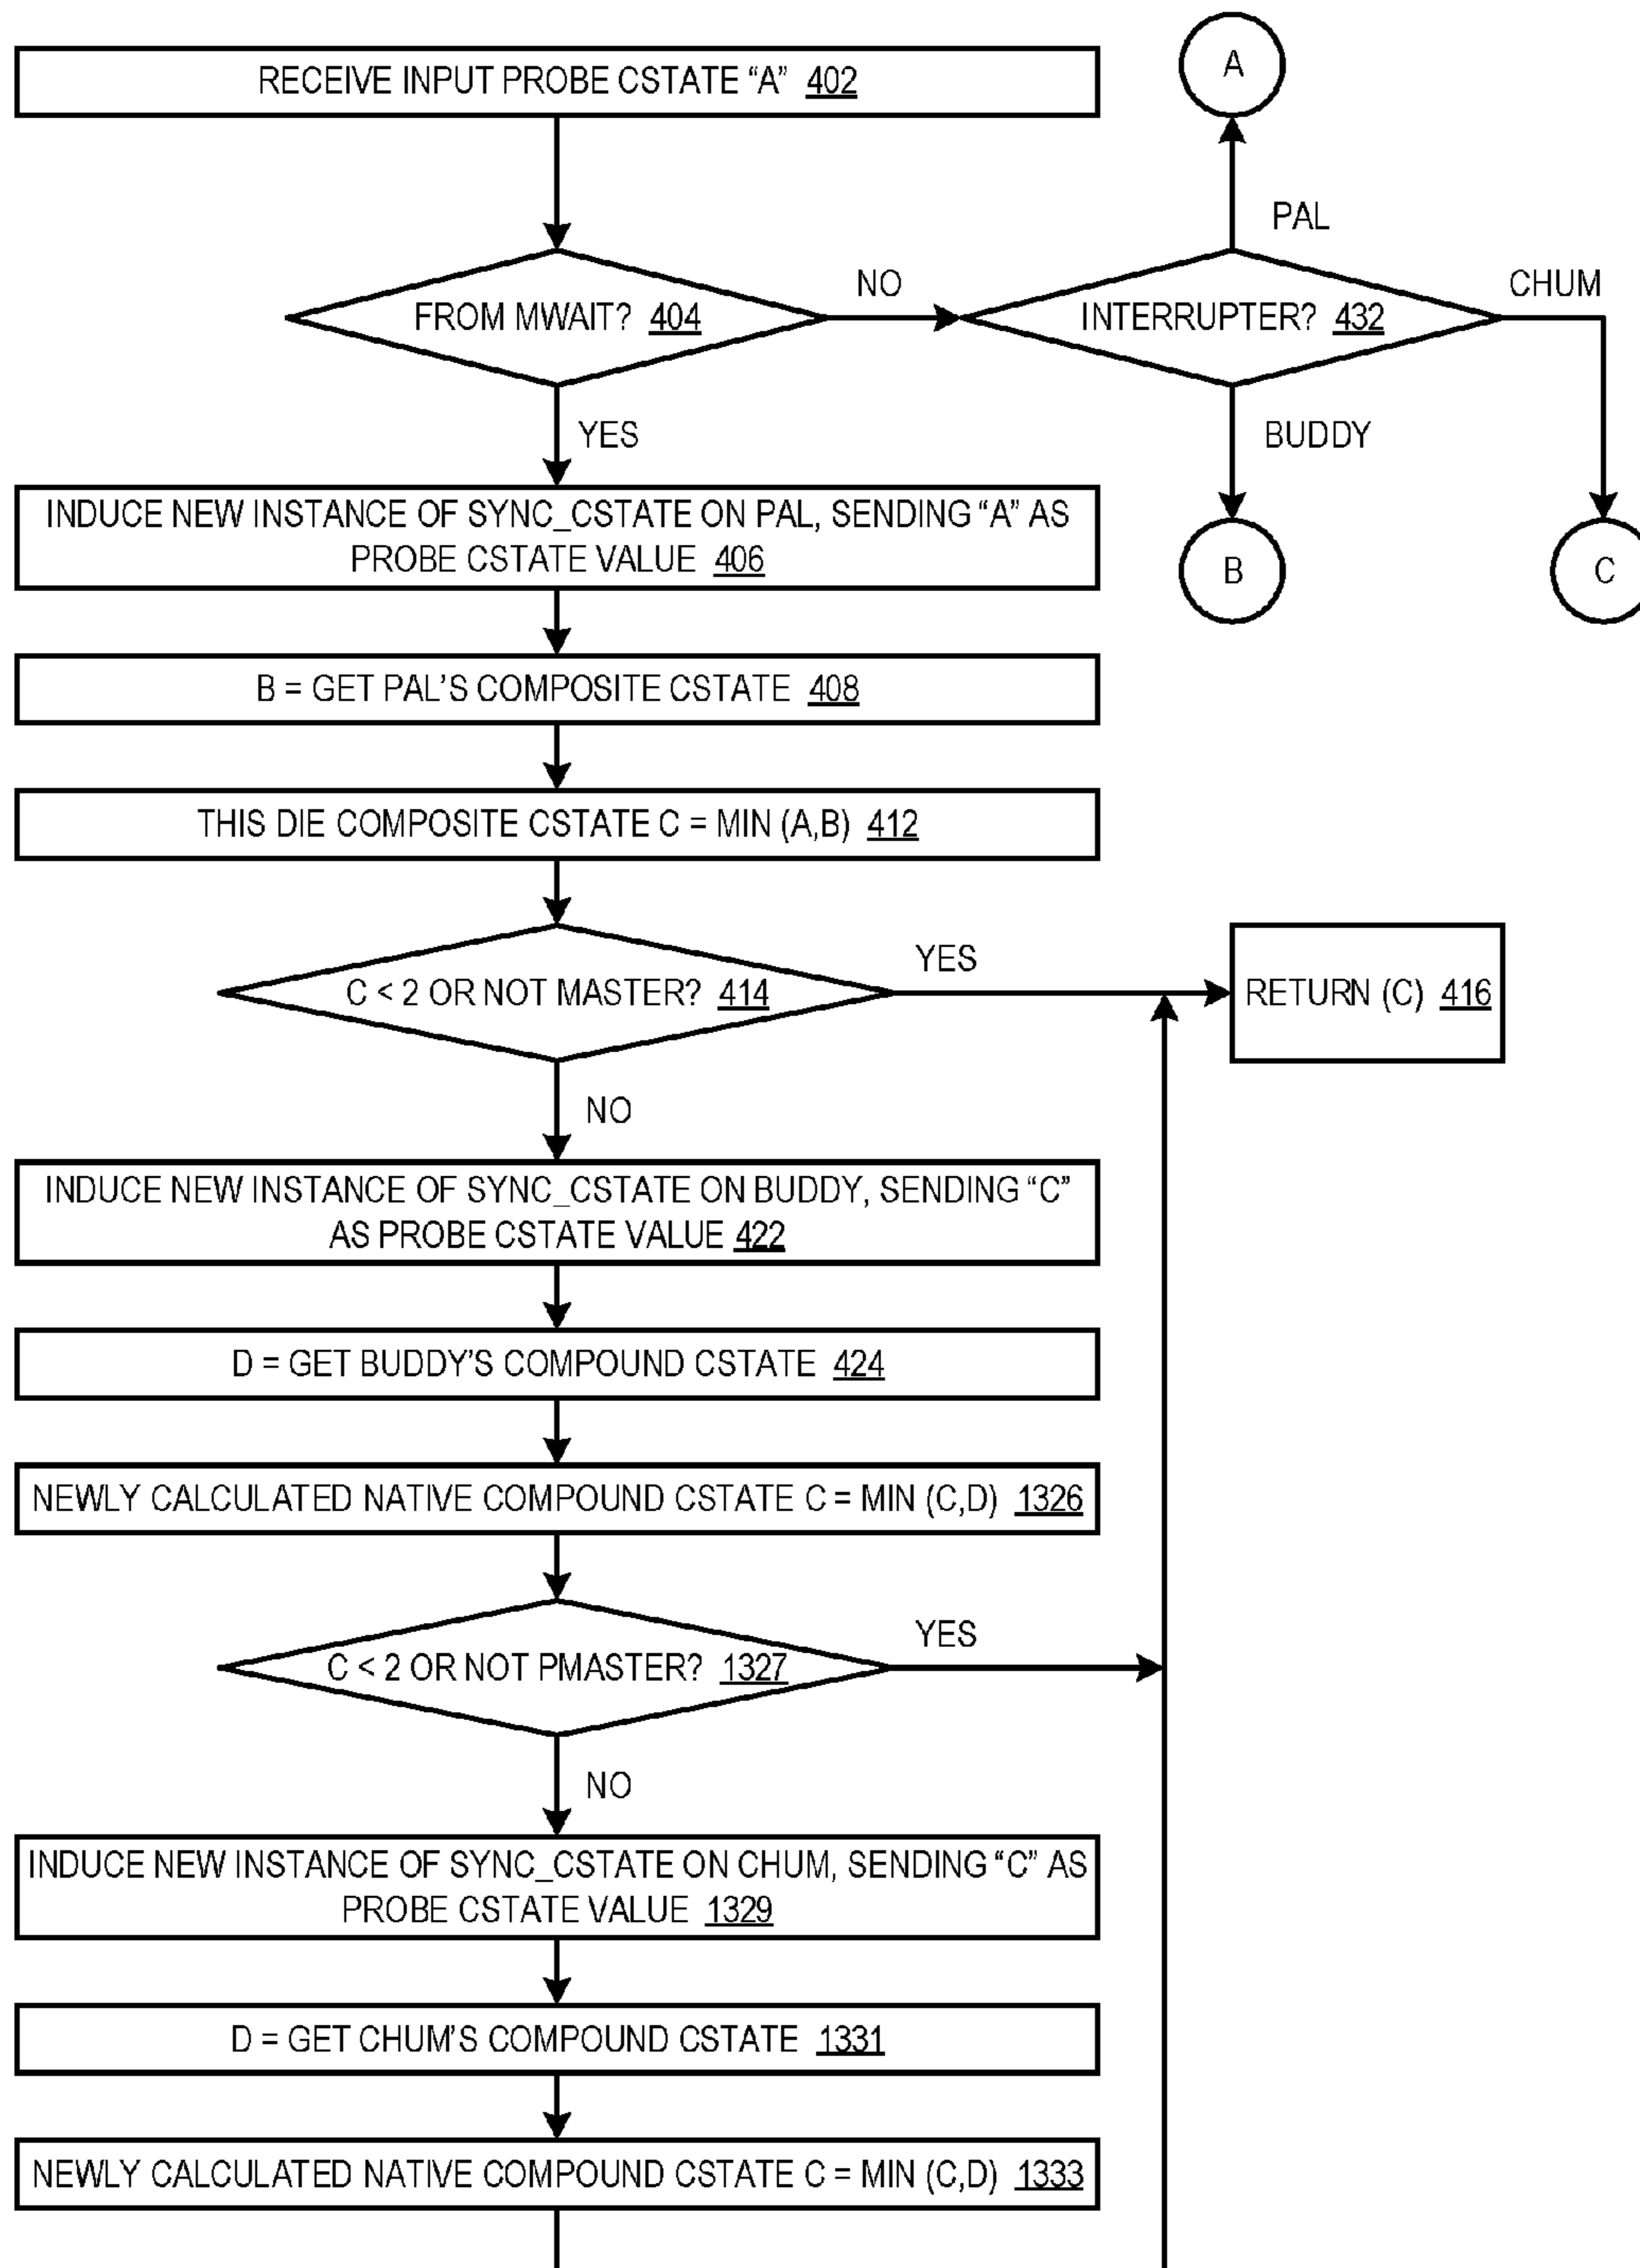 RECEIVE INPUT PROBE CSTATE “A” 402
A
PAL
FROM MWAIT? 404
NO
INTERRUPTER? 432
CHUM
YES
BUDDY
INDUCE NEW INSTANCE OF SYNC_CSTATE ON PAL, SENDING “A” AS
PROBE CSTATE VALUE 406
B
C
B = GET PAL’S COMPOSITE CSTATE 408
THIS DIE COMPOSITE CSTATE C = MIN (A,B) 412
C < 2 OR NOT MASTER? 414
YES
RETURN (C) 416
NO
INDUCE NEW INSTANCE OF SYNC_CSTATE ON BUDDY, SENDING “C”
AS PROBE CSTATE VALUE 422
D = GET BUDDY’S COMPOUND CSTATE 424
NEWLY CALCULATED NATIVE COMPOUND CSTATE C = MIN (C,D) 1326
C < 2 OR NOT PMASTER? 1327
YES
NO
INDUCE NEW INSTANCE OF SYNC_CSTATE ON CHUM, SENDING “C” AS
PROBE CSTATE VALUE 1329
D = GET CHUM’S COMPOUND CSTATE 1331
NEWLY CALCULATED NATIVE COMPOUND CSTATE C = MIN (C,D) 1333